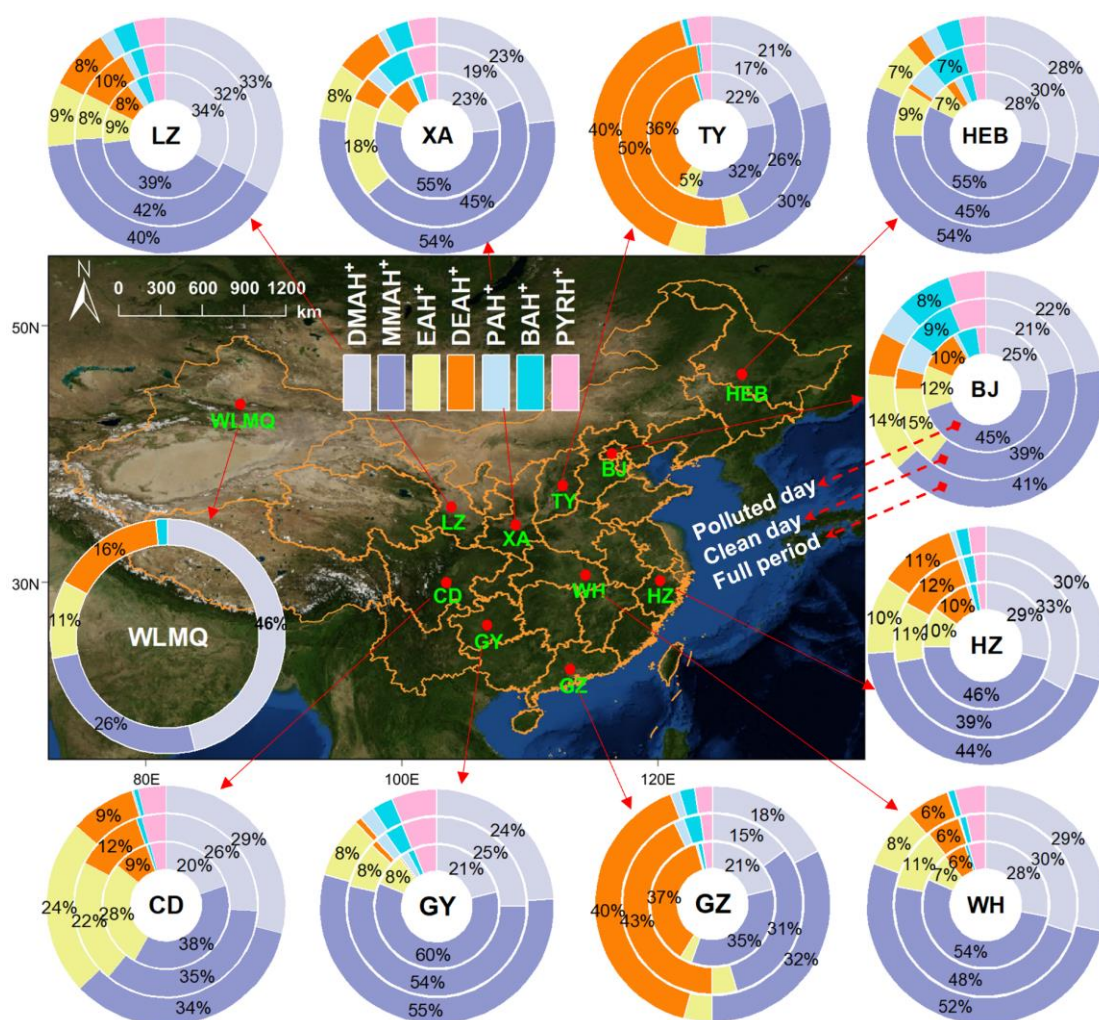 8%
10%
8%
32%
33%
34%
9%
8%
9%
LZ
39%
42%
40%
23%
19%
23%
8%
18%
XA
55%
45%
54%
21%
17%
22%
40%
50%
36%
TY
5%
32%
26%
30%
7%
7%
28%
30%
28%
9%
7%
HEB
55%
45%
54%
N
0 300 600 900 1200
km
DMAH+
MMAH+
EAH+
DEAH+
PAH+
BAH+
PYRH+
50N
30N
80E
100E
120E
WLMQ
HEB
BJ
TY
LZ
XA
CD
WH
HZ
GY
GZ
Polluted day
Clean day
Full period
8%
9%
10%
22%
21%
25%
14%
15%
12%
BJ
45%
39%
41%
16%
11%
46%
WLMQ
26%
11%
12%
10%
30%
33%
29%
10%
11%
10%
HZ
46%
39%
44%
9%
12%
9%
29%
26%
20%
24%
22%
28%
CD
38%
35%
34%
24%
25%
21%
8%
8%
8%
GY
60%
54%
55%
18%
15%
21%
40%
43%
37%
GZ
35%
31%
32%
6%
6%
6%
29%
30%
28%
8%
11%
7%
WH
54%
48%
52%